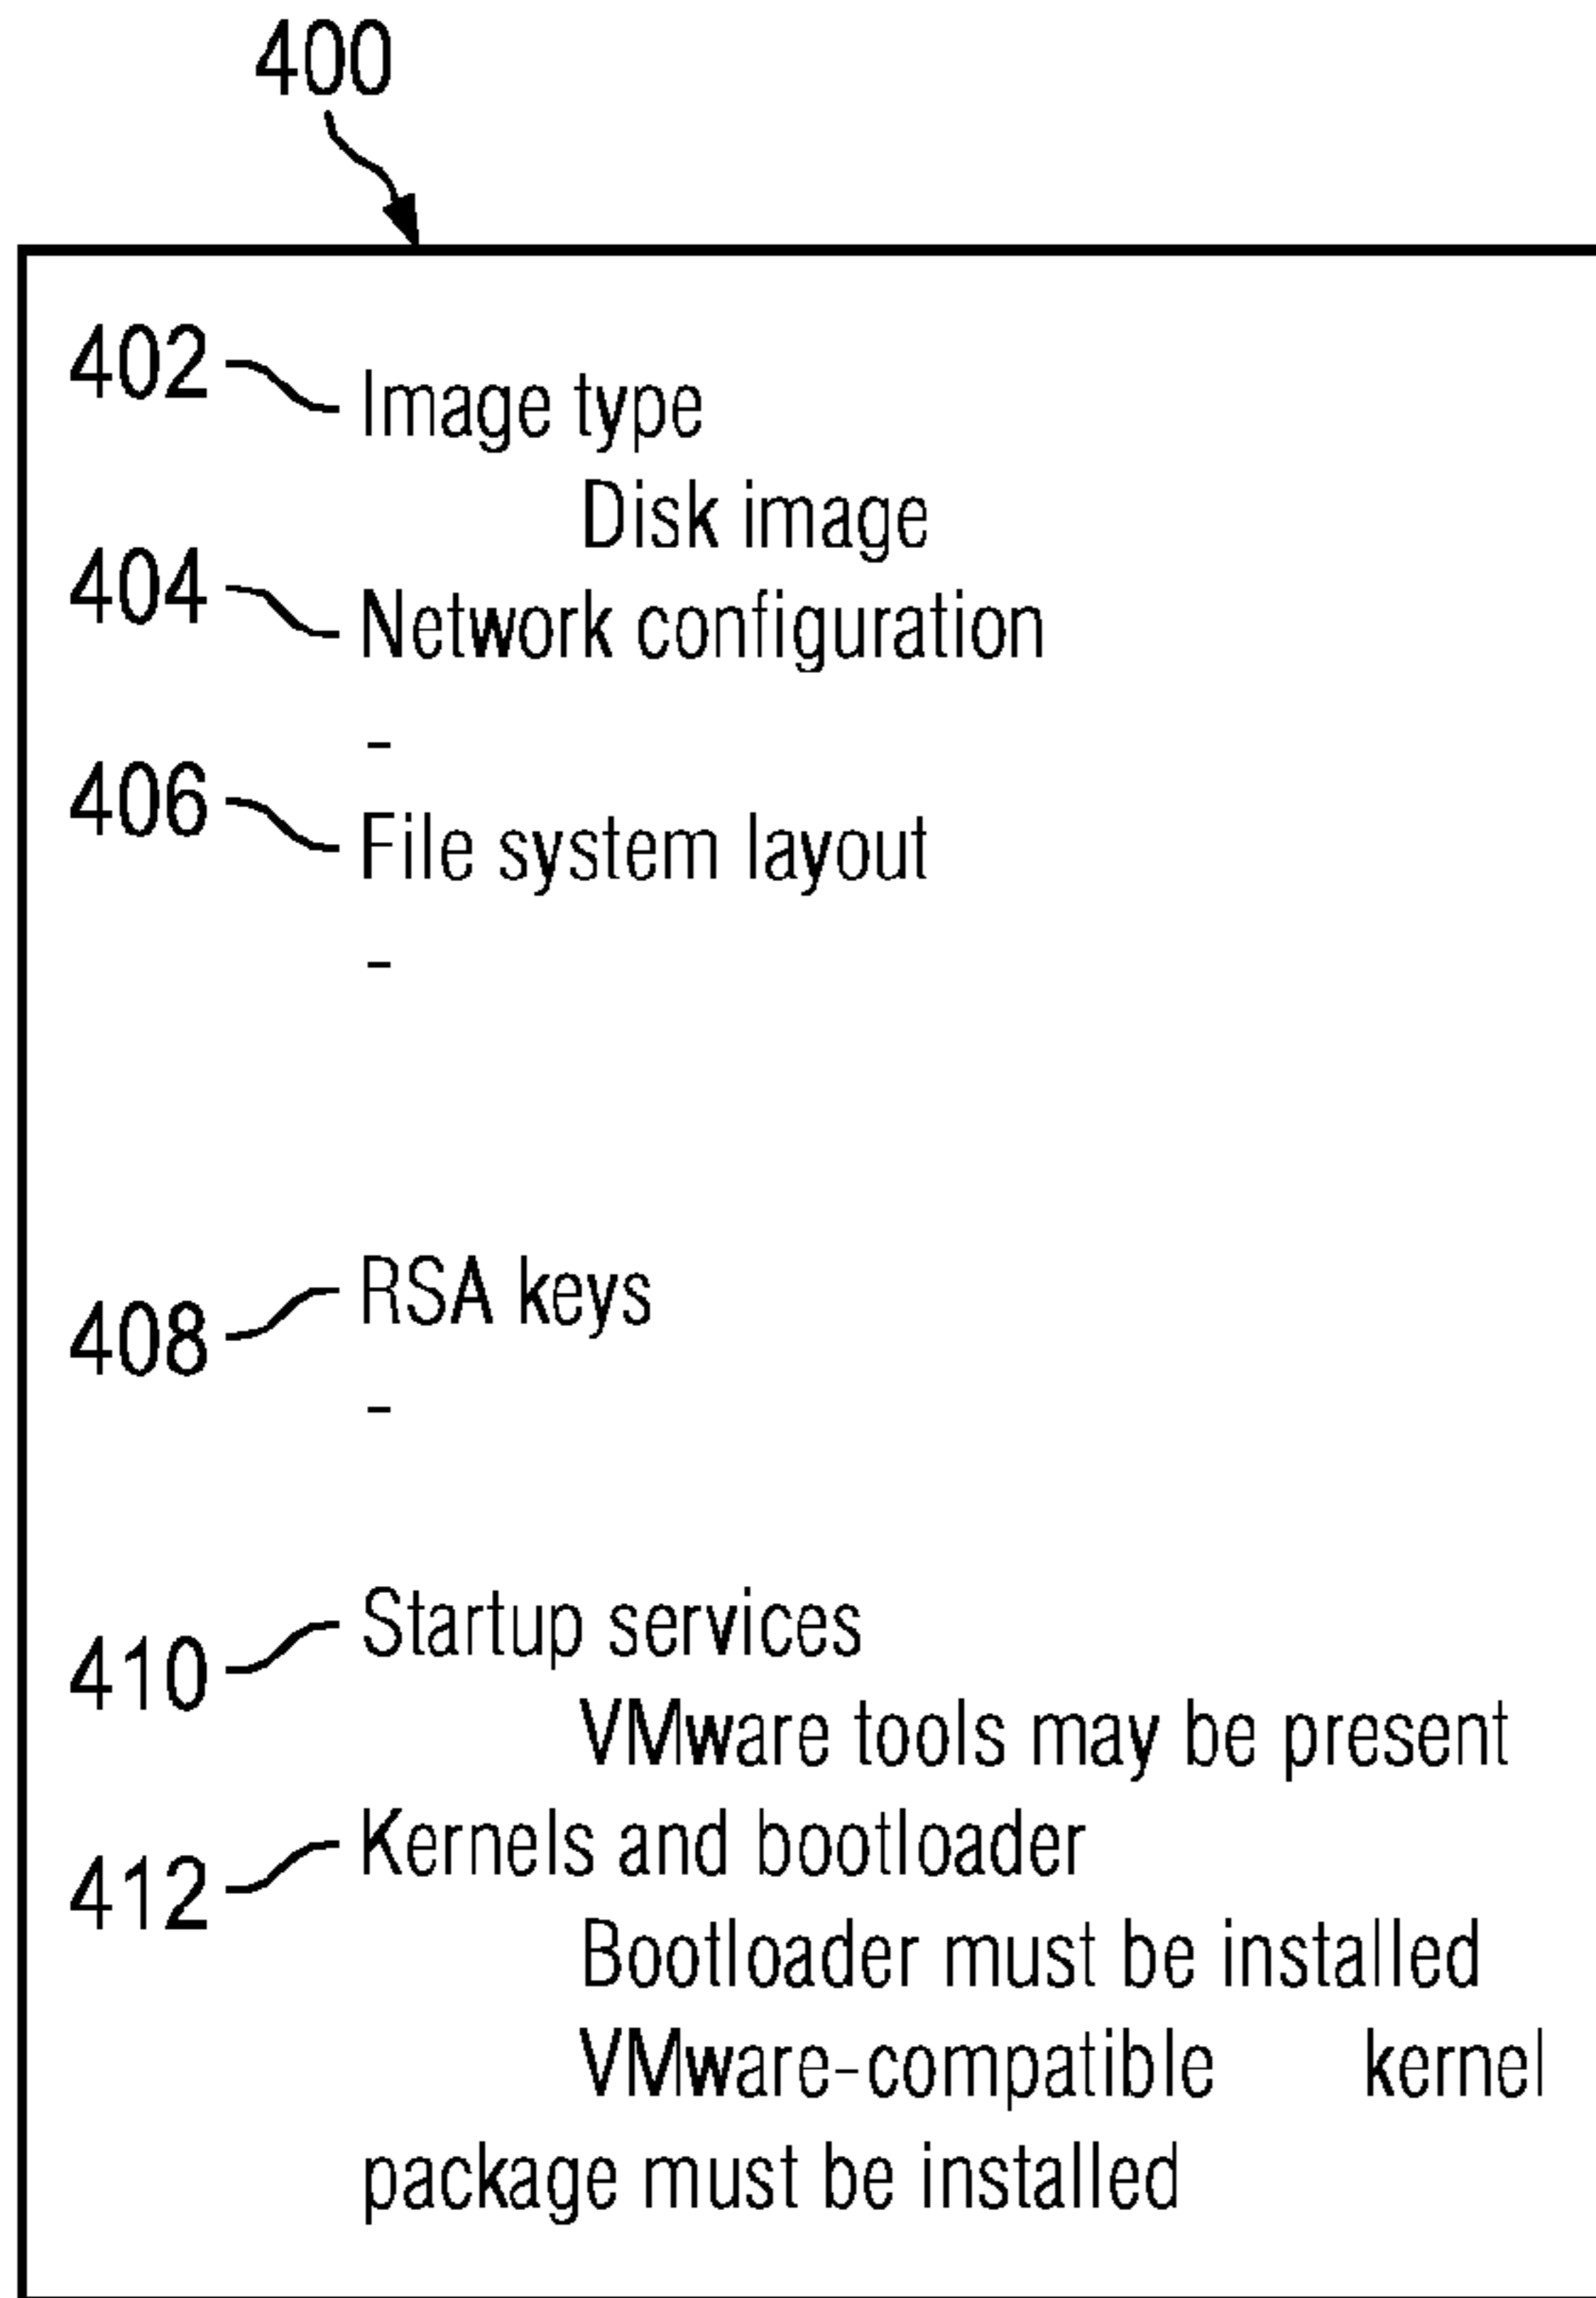 400
402 Image type
Disk image
404 Network configuration
-
406 File system layout
-
408 RSA keys
-
410 Startup services
VMware tools may be present
412 Kernels and bootloader
Bootloader must be installed
VMware-compatible kernel
package must be installed